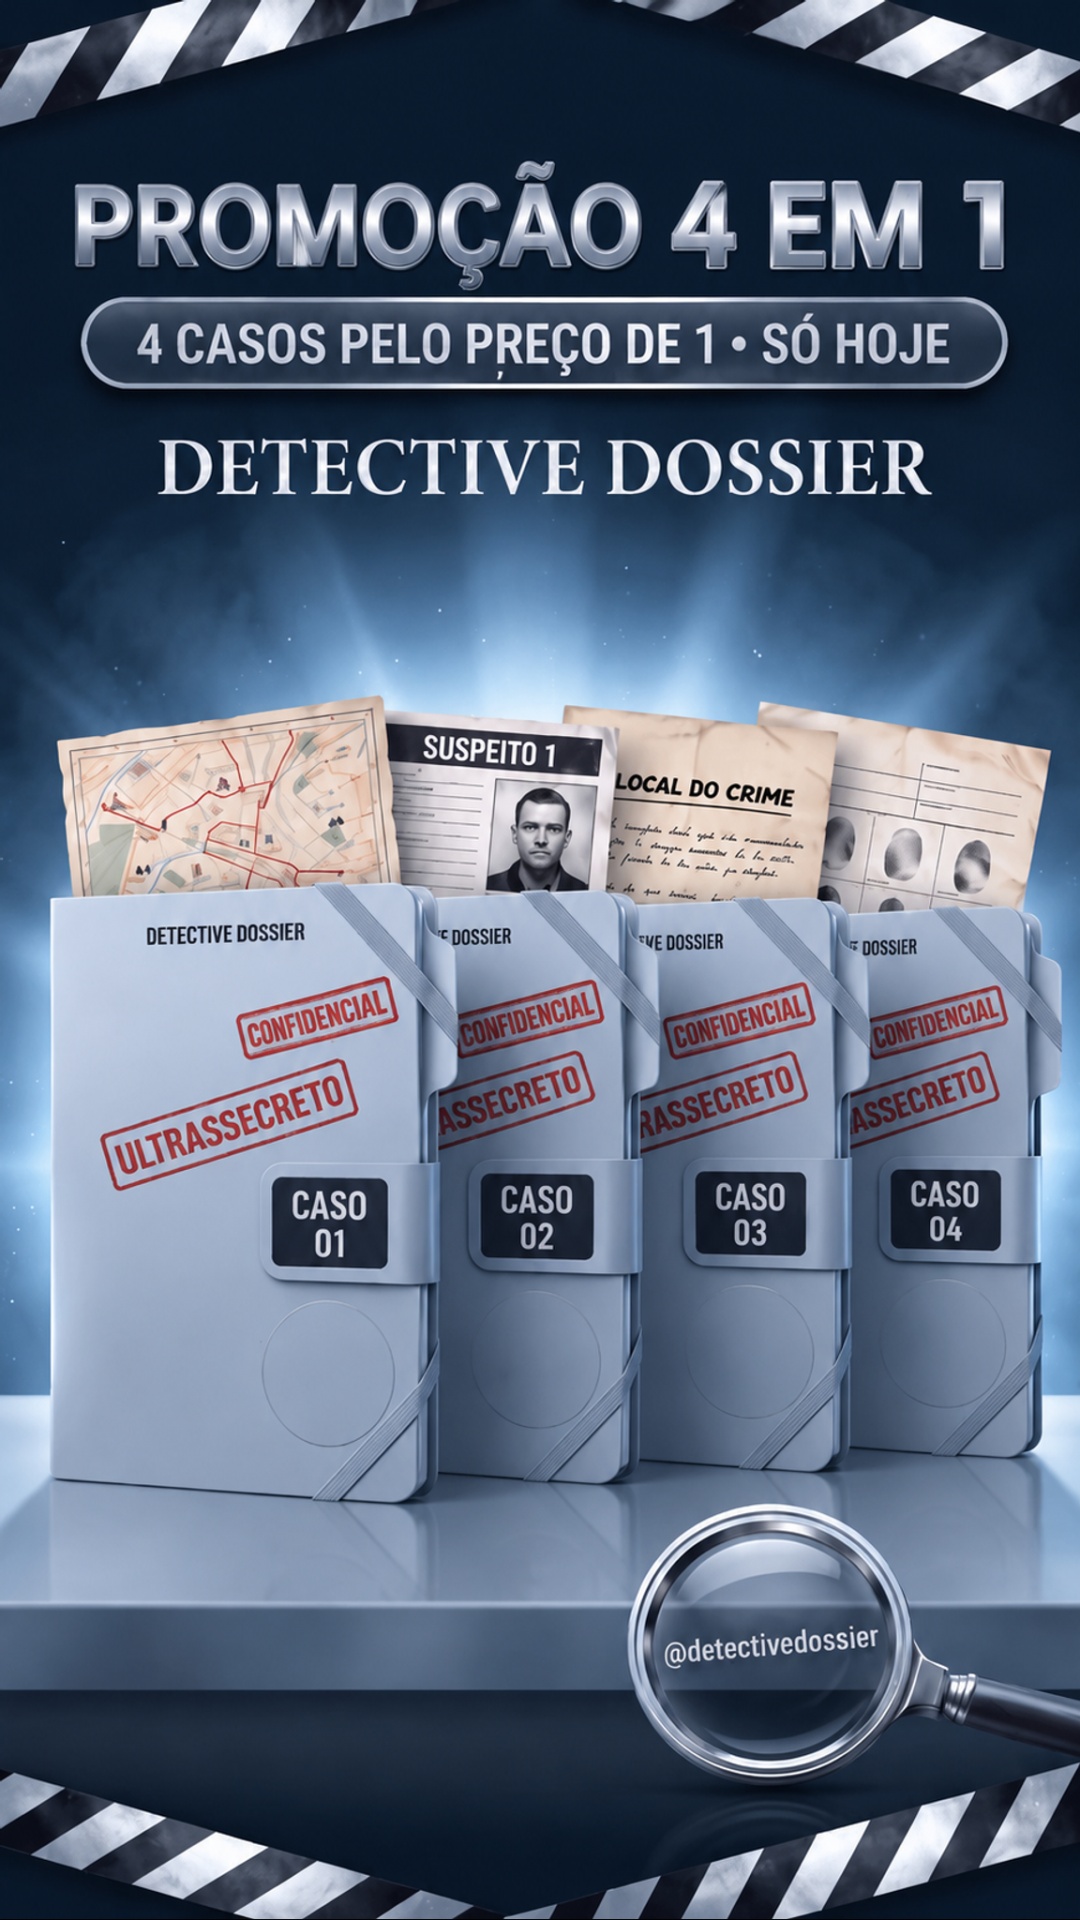 PROMOÇÃO 4 EM 1
4 CASOS PELO PREÇO DE 1 • SÓ HOJE
DETECTIVE DOSSIER
SUSPEITO 1
LOCAL DO CRIME
DETECTIVE DOSSIER
CONFIDENCIAL
ULTRASSECRETO
CASO
01
DOSSIER
CONFIDENCIAL
ASSECRETO
CASO
02
VE DOSSIER
CONFIDENCIAL
RASSECRETO
CASO
03
DOSSIER
CONFIDENCIAL
ASSECRETO
CASO
04
@detectivedossier